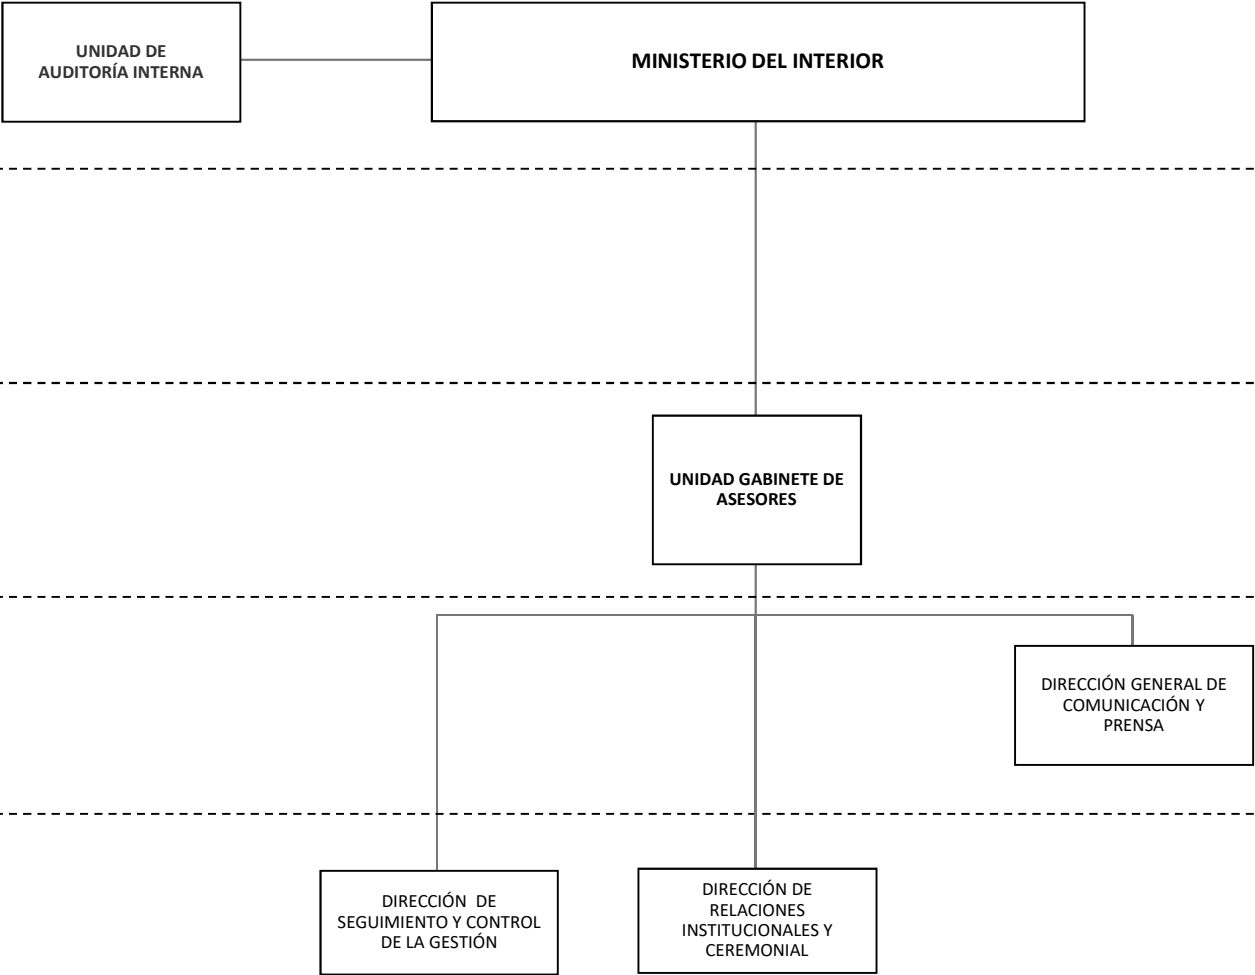 UNIDAD DE
AUDITORÍA INTERNA
MINISTERIO DEL INTERIOR
UNIDAD GABINETE DE
ASESORES
DIRECCIÓN GENERAL DE
COMUNICACIÓN Y
PRENSA
DIRECCIÓN DE
SEGUIMIENTO Y CONTROL
DE LA GESTIÓN
DIRECCIÓN DE
RELACIONES
INSTITUCIONALES Y
CEREMONIAL